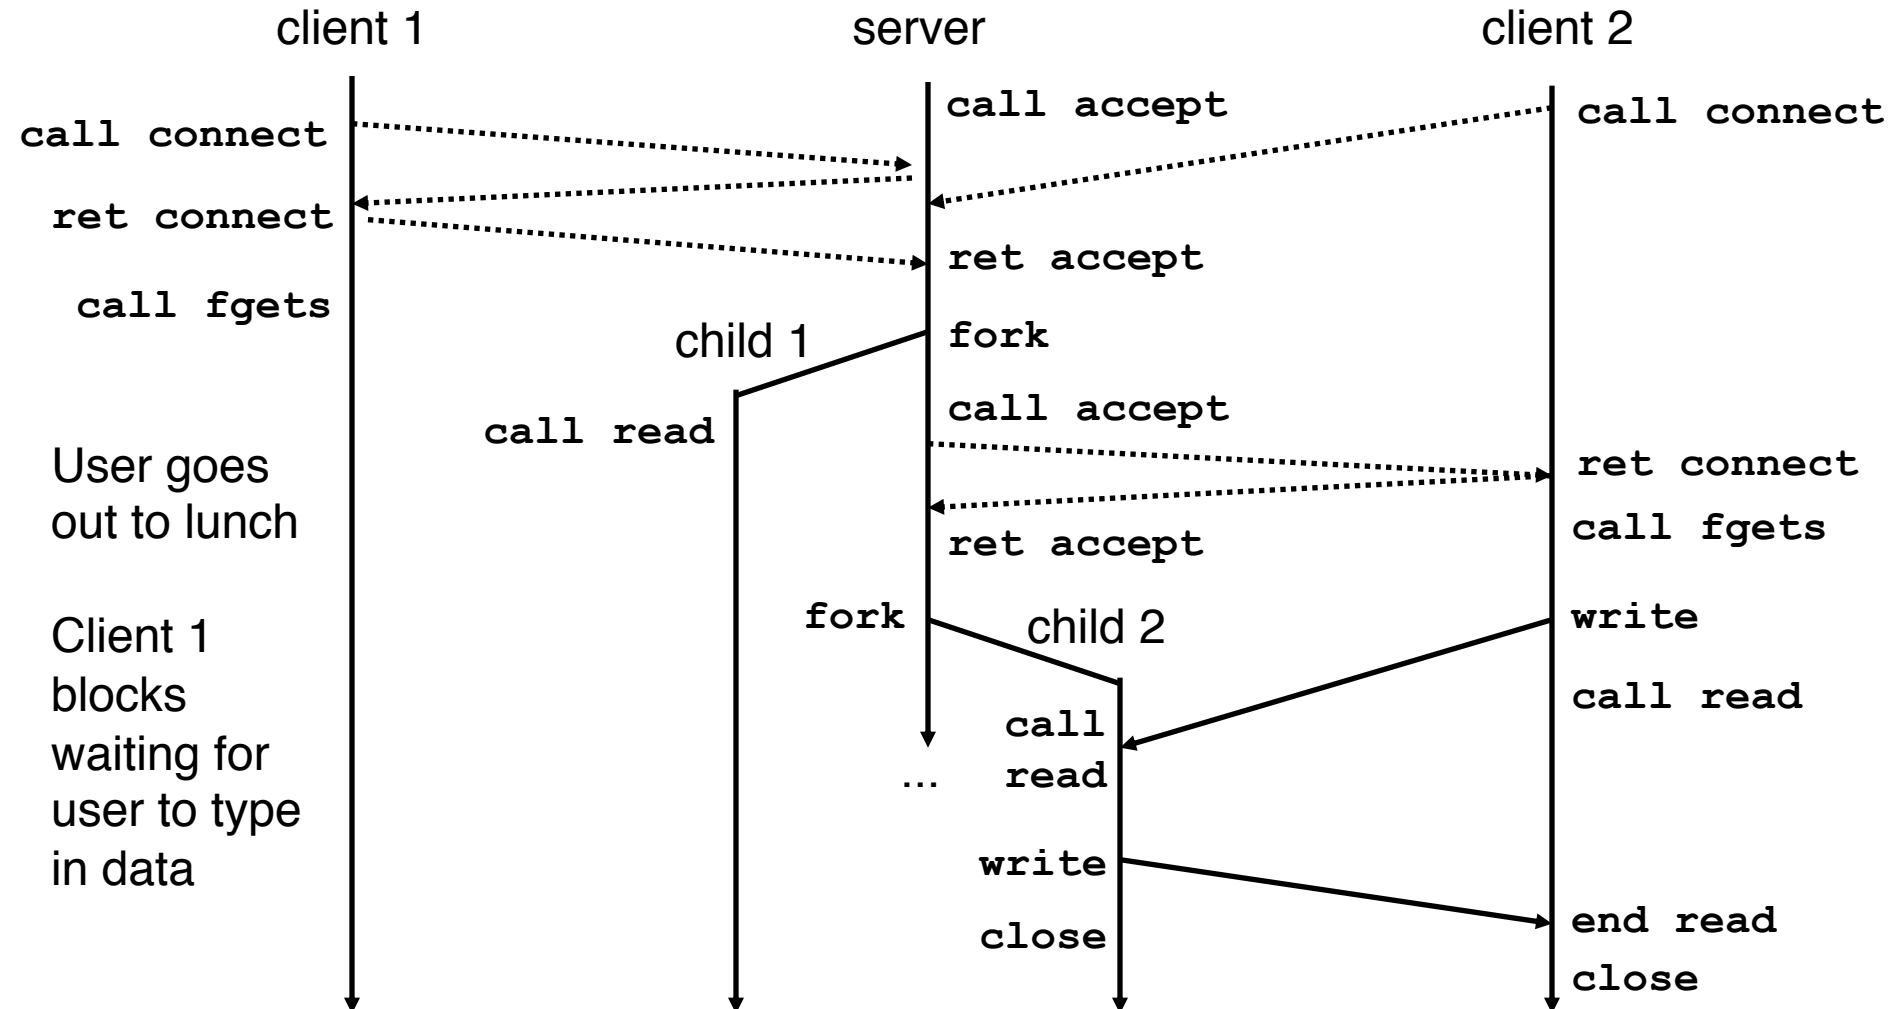 client 1
server
client 2
call accept
call connect
call connect
ret connect
ret accept
call fgets
child 1
fork
call accept
call read
User goes
out to lunch
ret connect
call fgets
ret accept
fork
child 2
write
Client 1
blocks
waiting for
user to type
in data
call read
call
read
...
write
close
end read
close